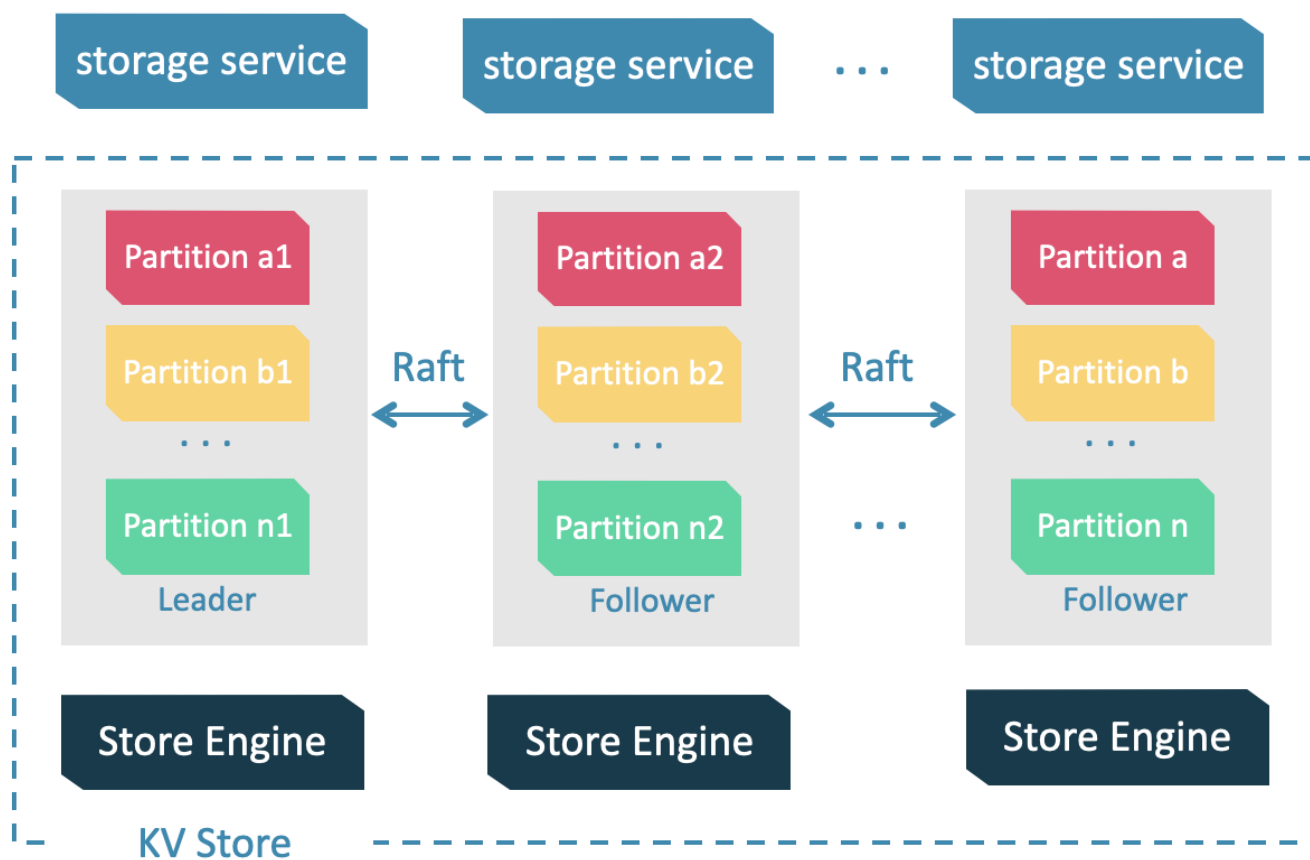 storage service
storage service
...
storage service
Partition a1
Partition b1
...
Partition n1
Leader
Raft
Partition a2
Partition b2
...
Partition n2
Follower
Raft
...
Partition a
Partition b
...
Partition n
Follower
Store Engine
Store Engine
Store Engine
KV Store